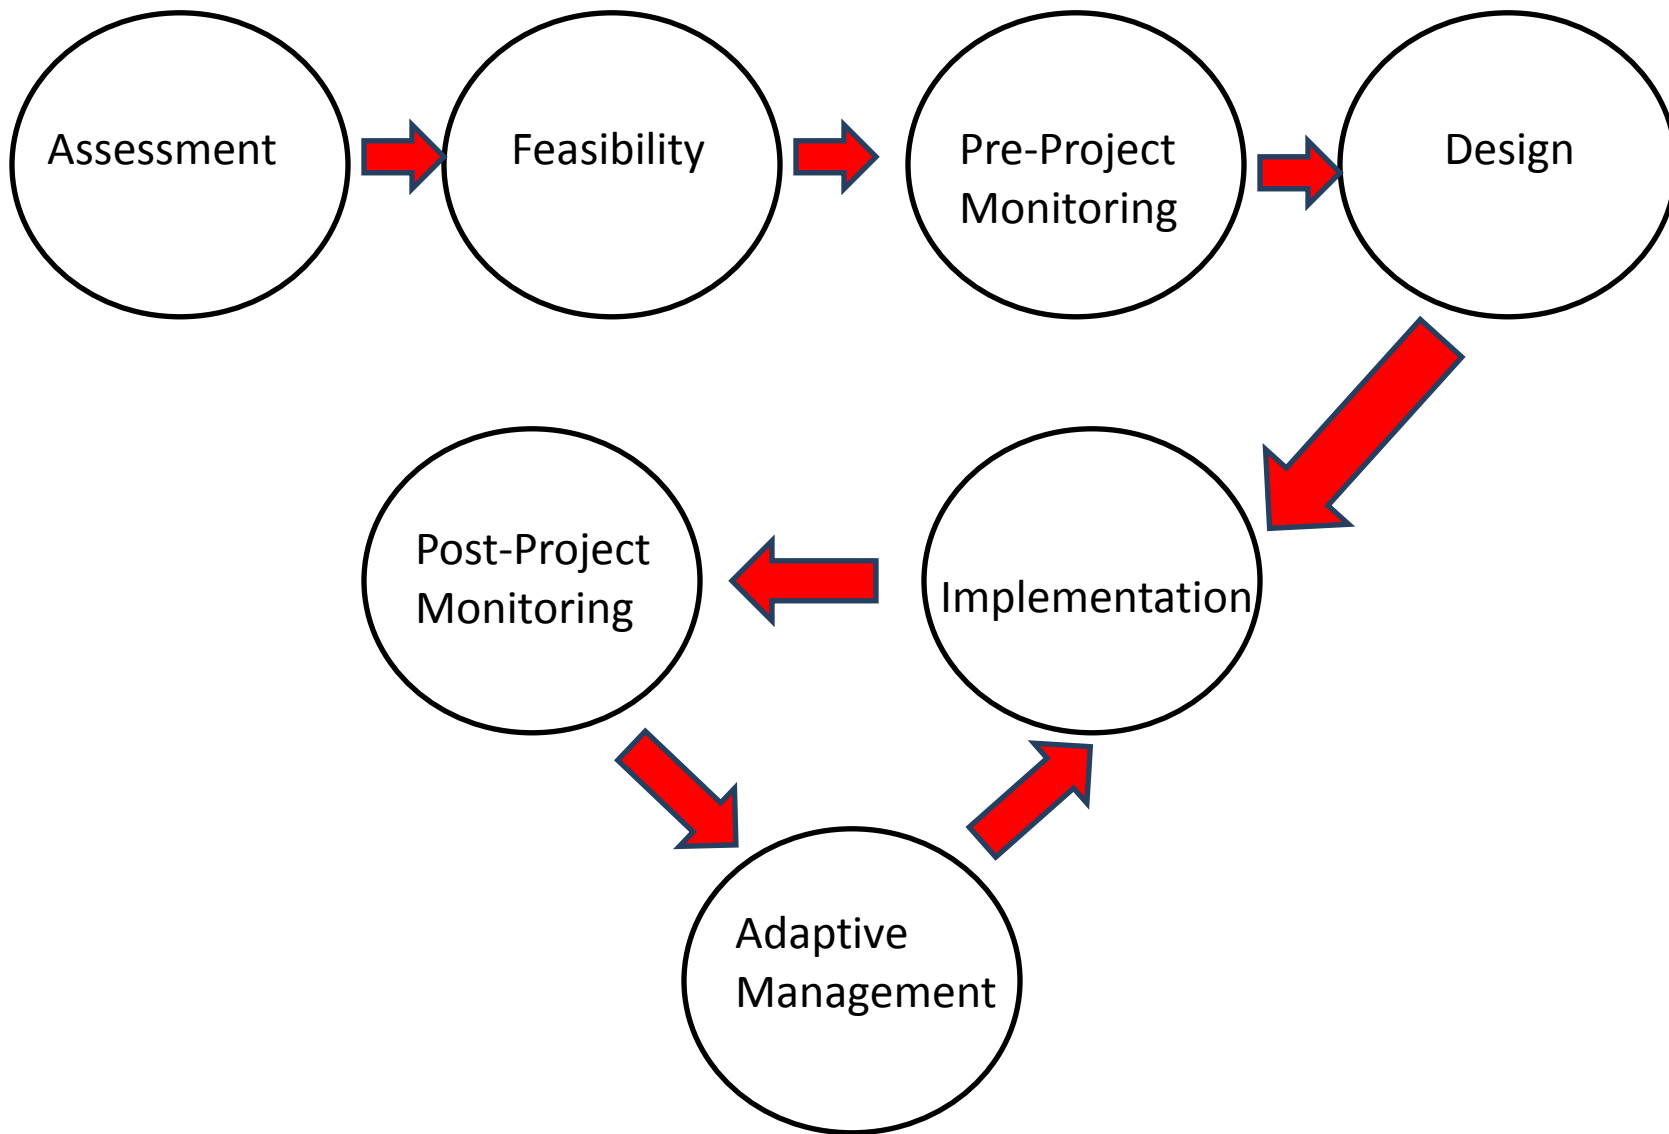 Assessment
Feasibility
Pre-Project
Monitoring
Design
Post-Project
Monitoring
Implementation
Adaptive
Management